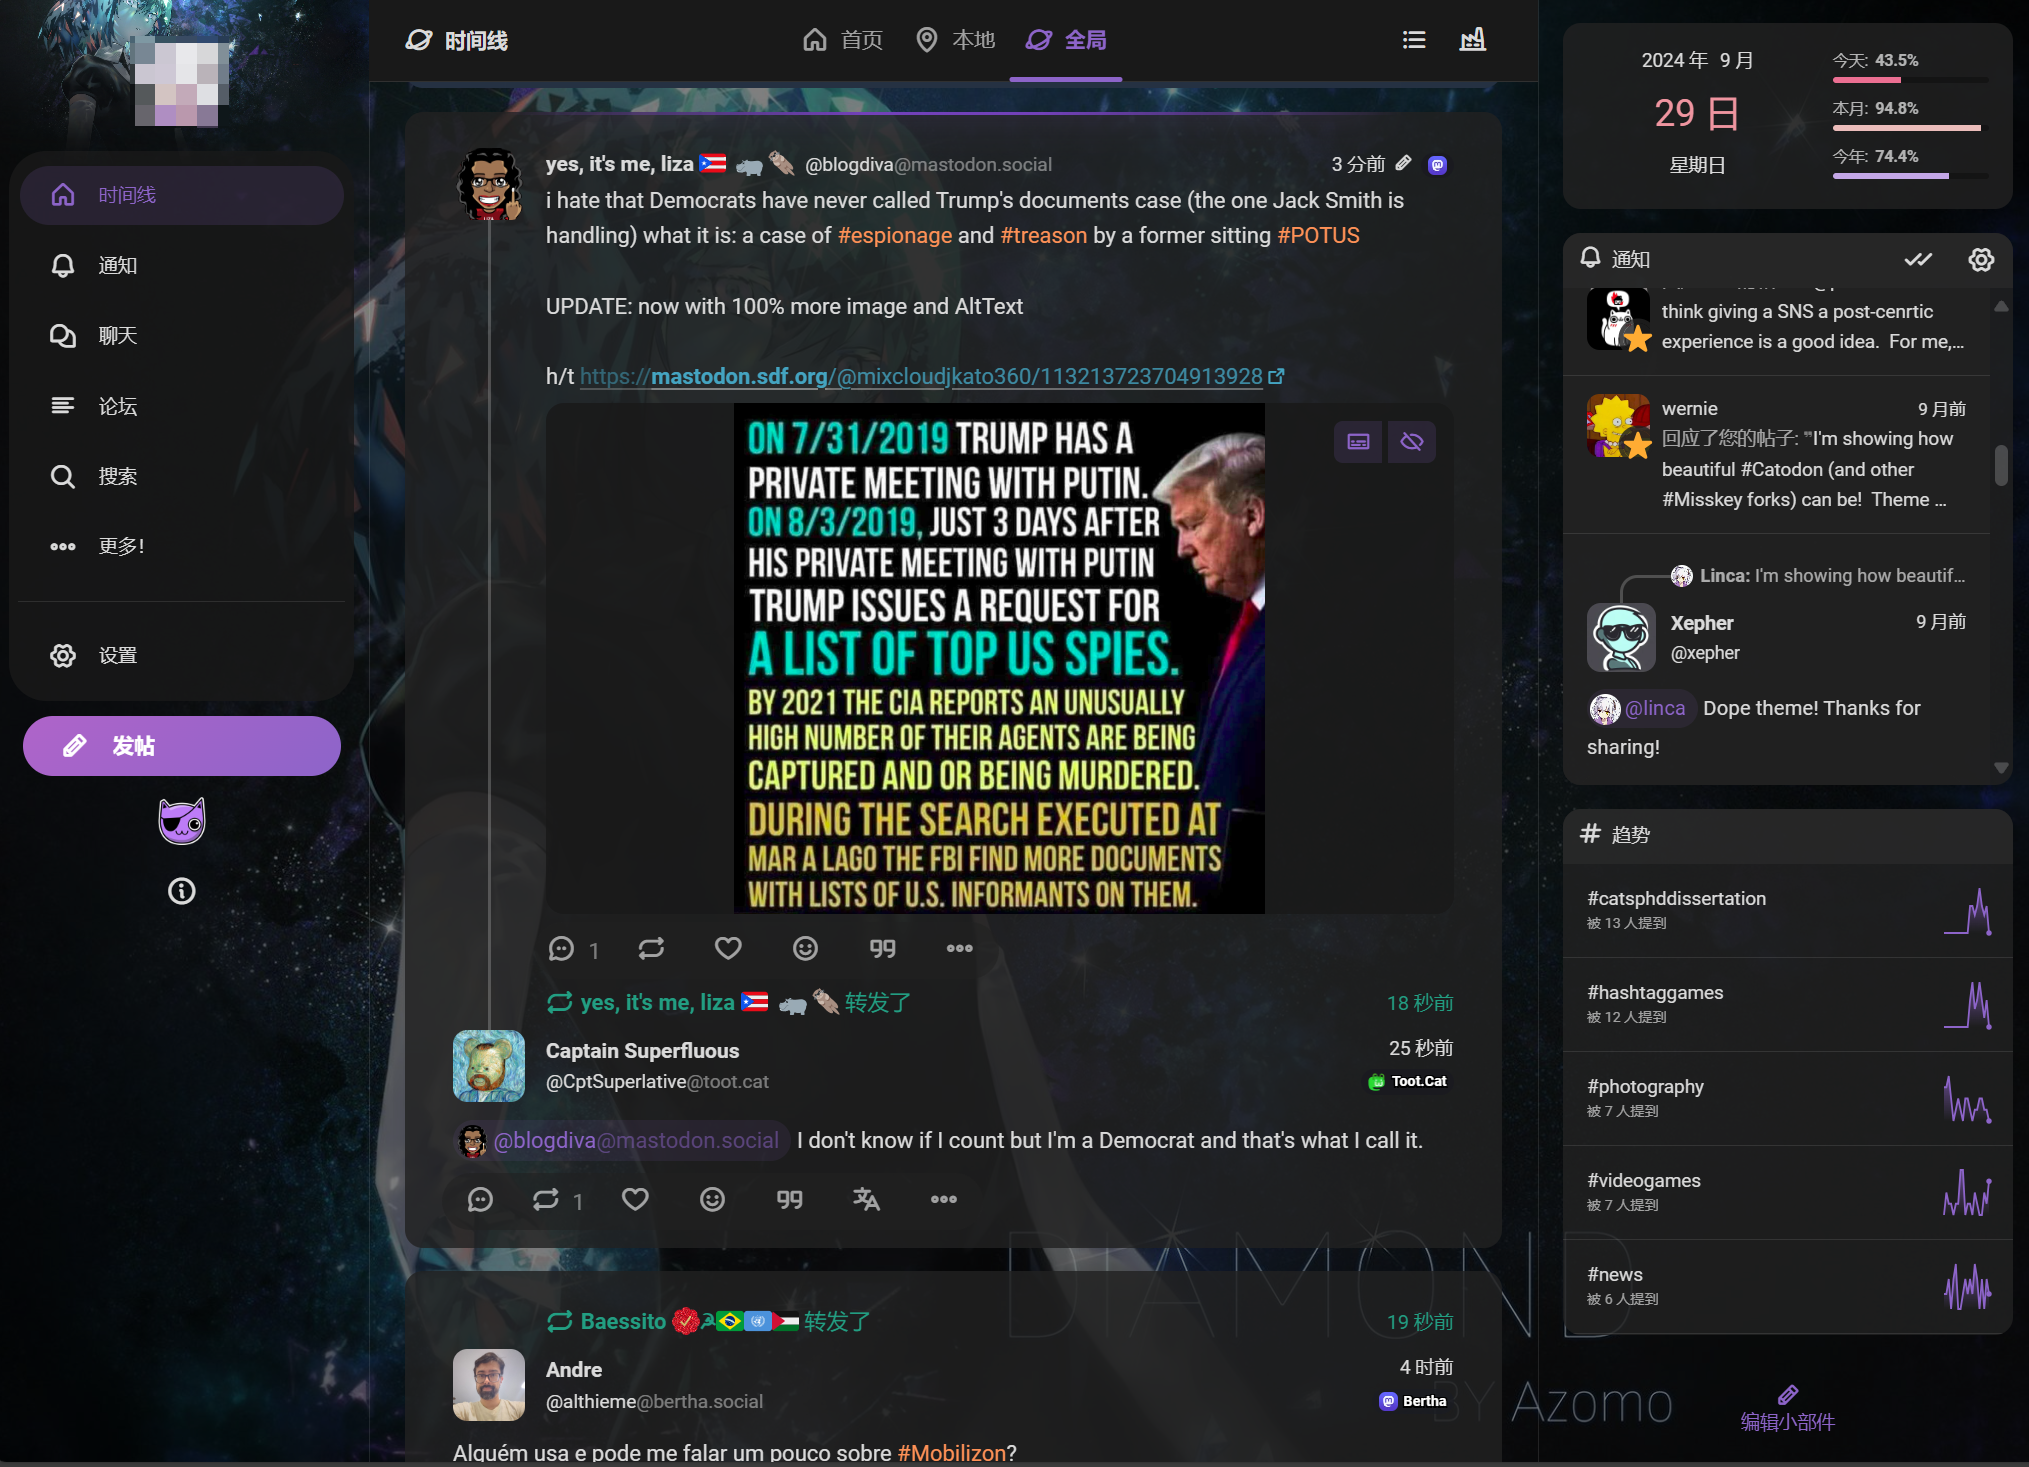 时间线
首页
本地
全局
时间线
通知
聊天
论坛
搜索
更多!
设置
发帖
yes, it's me, liza 🇵🇷 🦛 🦦 @blogdiva@mastodon.social
3 分前
i hate that Democrats have never called Trump's documents case (the one Jack Smith is
handling) what it is: a case of #espionage and #treason by a former sitting #POTUS
UPDATE: now with 100% more image and AltText
h/t https://mastodon.sdf.org/@mixcloudjkato360/113213723704913928
ON 7/31/2019 TRUMP HAS A
PRIVATE MEETING WITH PUTIN.
ON 8/3/2019, JUST 3 DAYS AFTER
HIS PRIVATE MEETING WITH PUTIN
TRUMP ISSUES A REQUEST FOR
A LIST OF TOP US SPIES.
BY 2021 THE CIA REPORTS AN UNUSUALLY
HIGH NUMBER OF THEIR AGENTS ARE BEING
CAPTURED AND OR BEING MURDERED.
DURING THE SEARCH EXECUTED AT
MAR A LAGO THE FBI FIND MORE DOCUMENTS
WITH LISTS OF U.S. INFORMANTS ON THEM.
1
yes, it's me, liza 🇵🇷 🦛 🦦 转发了
18 秒前
Captain Superfluous
25 秒前
@CptSuperlative@toot.cat
Toot.Cat
@blogdiva@mastodon.social I don't know if I count but I'm a Democrat and that's what I call it.
1
Baessito ☭🇧🇷🇺🇳🇵🇸 转发了
19 秒前
Andre
4 时前
@althieme@bertha.social
Bertha
Alguém usa e pode me falar um pouco sobre #Mobilizon?
2024 年 9 月
29 日
星期日
今天: 43.5%
本月: 94.8%
今年: 74.4%
通知
think giving a SNS a post-cenrtic
experience is a good idea. For me,...
wernie
9 月前
回应了您的帖子: "I'm showing how
beautiful #Catodon (and other
#Misskey forks) can be! Theme ...
Linca: I'm showing how beautif...
Xepher
9 月前
@xepher
@linca Dope theme! Thanks for
sharing!
趋势
#catsphddissertation
被 13 人提到
#hashtaggames
被 12 人提到
#photography
被 7 人提到
#videogames
被 7 人提到
#news
被 6 人提到
编辑小部件
DIAMOND
BY Azomo